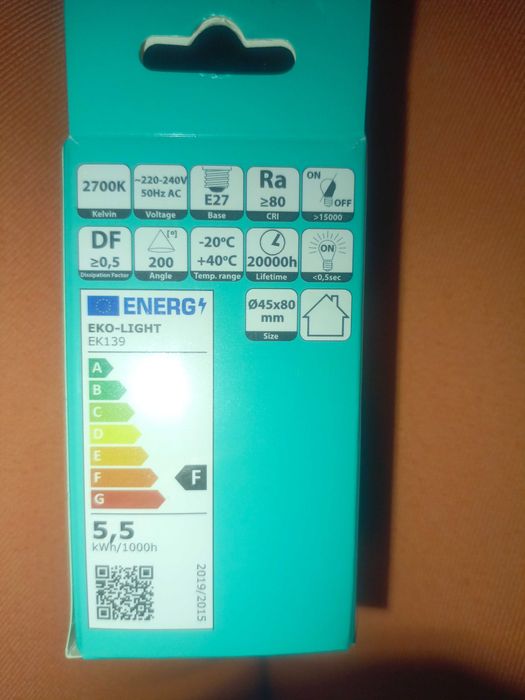 2700K
Kelvin
~220-240V
50Hz AC
Voltage
E27
Base
Ra
≥80
CRI
ON
OFF
>15000
DF
≥0,5
Dissipation Factor
[°]
200
Angle
-20°C
+40°C
Temp. range
20000h
Lifetime
ON
<0,5sec
ENERG
EKO-LIGHT
EK139
Ø45x80
mm
Size
A
B
C
D
E
F
G
F
5,5
kWh/1000h
2019/2015